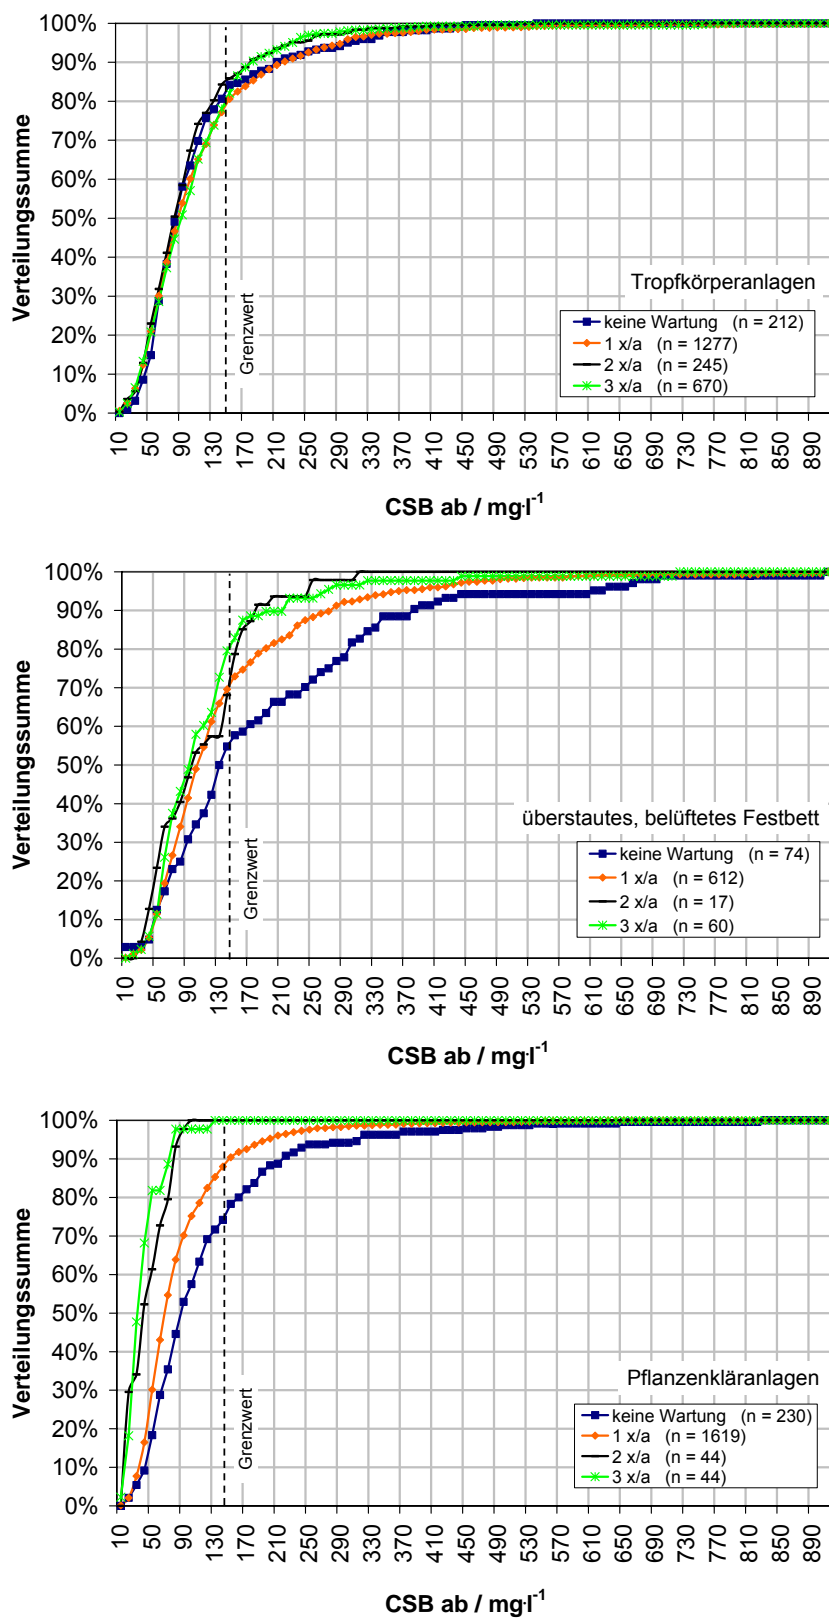 100%
90%
80%
70%
60%
50%
40%
30%
20%
10%
0%
Verteilungssumme
Grenzwert
Tropfkörperanlagen
keine Wartung (n = 212)
1 x/a (n = 1277)
2 x/a (n = 245)
3 x/a (n = 670)
10 50 90 130 170 210 250 290 330 370 410 450 490 530 570 610 650 690 730 770 810 850 890
CSB ab / mg·l⁻¹
100%
90%
80%
70%
60%
50%
40%
30%
20%
10%
0%
Verteilungssumme
Grenzwert
überstautes, belüftetes Festbett
keine Wartung (n = 74)
1 x/a (n = 612)
2 x/a (n = 17)
3 x/a (n = 60)
10 50 90 130 170 210 250 290 330 370 410 450 490 530 570 610 650 690 730 770 810 850 890
CSB ab / mg·l⁻¹
100%
90%
80%
70%
60%
50%
40%
30%
20%
10%
0%
Verteilungssumme
Grenzwert
Pflanzenkläranlagen
keine Wartung (n = 230)
1 x/a (n = 1619)
2 x/a (n = 44)
3 x/a (n = 44)
10 50 90 130 170 210 250 290 330 370 410 450 490 530 570 610 650 690 730 770 810 850 890
CSB ab / mg·l⁻¹